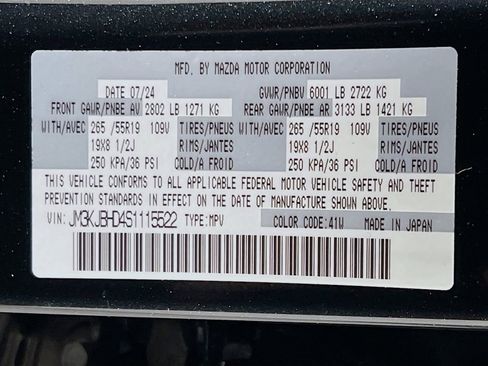 MFD. BY MAZDA MOTOR CORPORATION
DATE 07/24 GVWR/PNBV 6001 LB 2722 KG
FRONT GAWR/PNBE AV 2802 LB 1271 KG REAR GAWR/PNBE AR 3133 LB 1421 KG
WITH/AVEC 265 /55R19 109V TIRES/PNEUS WITH/AVEC 265 /55R19 109V TIRES/PNEUS
19X8 1/2J RIMS/JANTES 19X8 1/2J RIMS/JANTES
250 KPA/36 PSI COLD/A FROID 250 KPA/36 PSI COLD/A FROID
THIS VEHICLE CONFORMS TO ALL APPLICABLE FEDERAL MOTOR VEHICLE SAFETY AND THEFT
PREVENTION STANDARDS IN EFFECT ON THE DATE OF MANUFACTURE SHOWN ABOVE.
VIN: JM3KJBHD4S1115522 TYPE:MPV COLOR CODE:41W MADE IN JAPAN